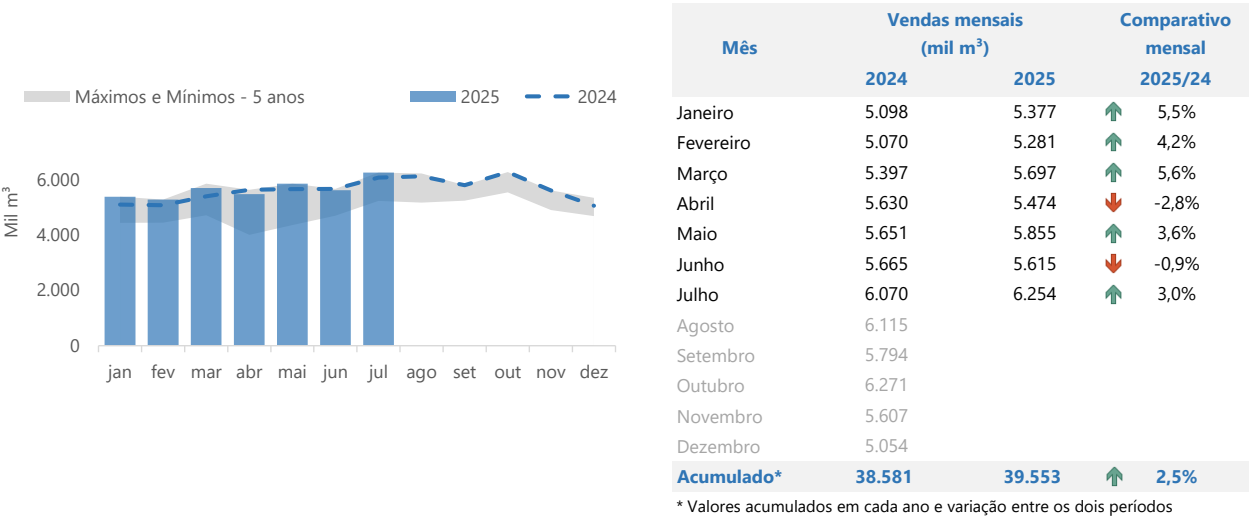 Máximos e Mínimos - 5 anos 2025 2024
Mil m³
6.000
4.000
2.000
0
jan fev mar abr mai jun jul ago set out nov dez
Mês Vendas mensais (mil m³) Comparativo mensal
2024 2025 2025/24
Janeiro 5.098 5.377 5,5%
Fevereiro 5.070 5.281 4,2%
Março 5.397 5.697 5,6%
Abril 5.630 5.474 -2,8%
Maio 5.651 5.855 3,6%
Junho 5.665 5.615 -0,9%
Julho 6.070 6.254 3,0%
Agosto 6.115
Setembro 5.794
Outubro 6.271
Novembro 5.607
Dezembro 5.054
Acumulado* 38.581 39.553 2,5%
* Valores acumulados em cada ano e variação entre os dois períodos